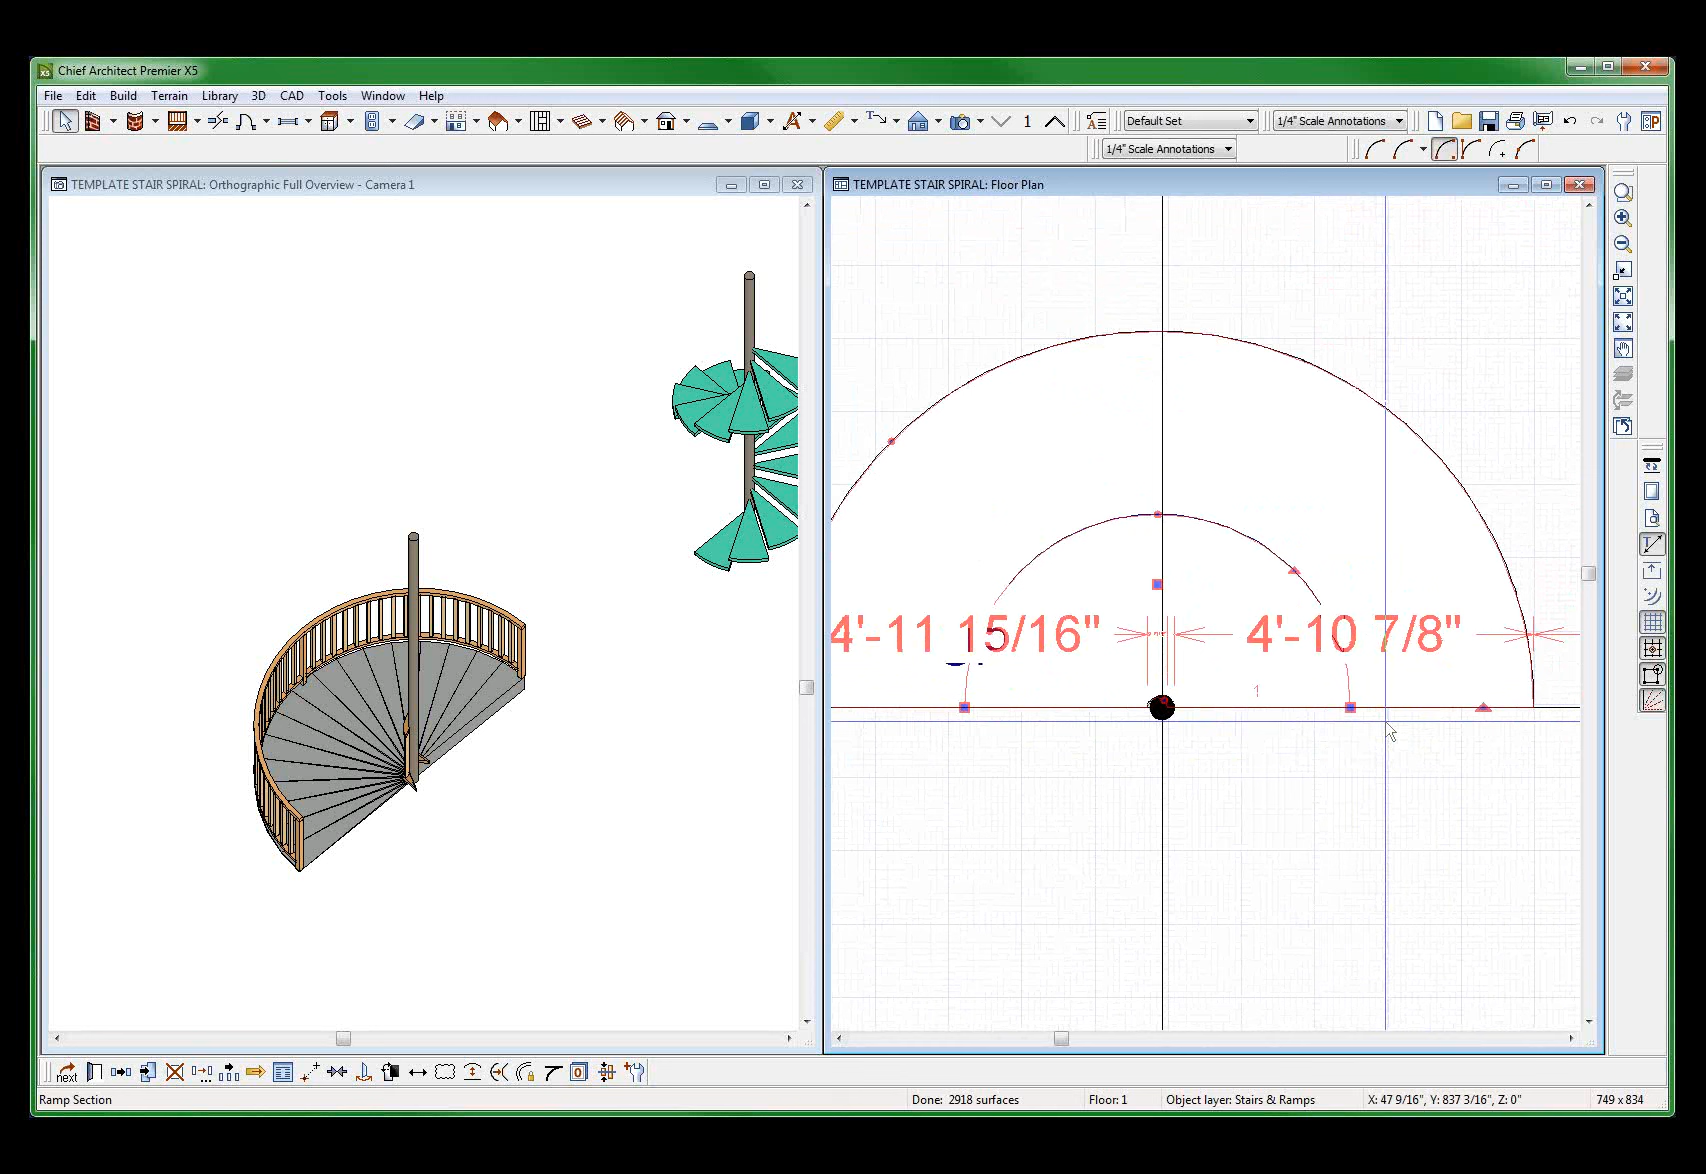 Chief Architect Premier X5
File Edit Build Terrain Library 3D CAD Tools Window Help
1 Default Set 1/4" Scale Annotations
1/4" Scale Annotations
TEMPLATE STAIR SPIRAL: Orthographic Full Overview - Camera 1
TEMPLATE STAIR SPIRAL: Floor Plan
4'-11 15/16" 4'-10 7/8"
1
next
Ramp Section Done: 2918 surfaces Floor: 1 Object layer: Stairs & Ramps X: 47 9/16", Y: 837 3/16", Z: 0" 749 x 834